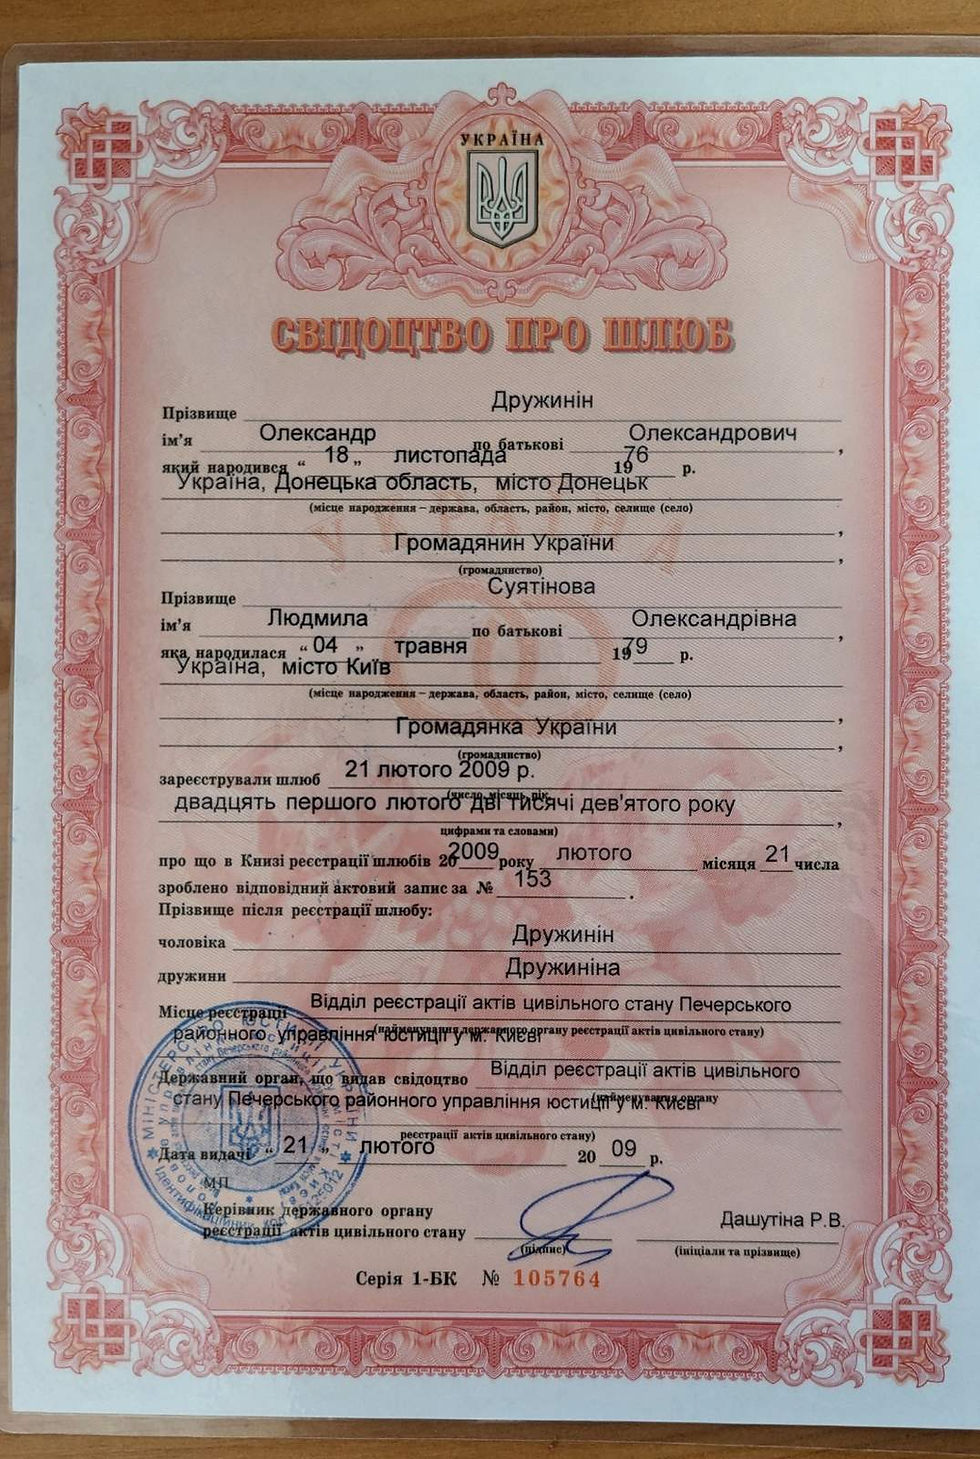 УКРАЇНА
СВІДОЦТВО ПРО ШЛЮБ
Прізвище Дружинін
ім'я Олександр по батькові Олександрович,
який народився “ 18 „ листопада 1976 р.
Україна, Донецька область, місто Донецьк
(місце народження – держава, область, район, місто, селище (село)
Громадянин України,
(громадянство)
Прізвище Суятінова
ім'я Людмила по батькові Олександрівна,
яка народилася “ 04 „ травня 1979 р.
Україна, місто Київ
(місце народження – держава, область, район, місто, селище (село)
Громадянка України,
(громадянство)
зареєстрували шлюб 21 лютого 2009 р.
(число, місяць, рік
двадцять першого лютого дві тисячі дев'ятого року,
цифрами та словами)
про що в Книзі реєстрації шлюбів 20 2009 року лютого місяця 21 числа
зроблено відповідний актовий запис за № 153.
Прізвище після реєстрації шлюбу:
чоловіка Дружинін
дружини Дружиніна
Місце реєстрації Відділ реєстрації актів цивільного стану Печерського
(найменування державного органу реєстрації актів цивільного стану)
районного управління юстиції у м. Києві
Державний орган, що видав свідоцтво Відділ реєстрації актів цивільного
(найменування органу
стану Печерського районного управління юстиції у м. Києві
реєстрації актів цивільного стану)
Дата видачі “ 21 „ лютого 20 09 р.
МП
Керівник державного органу
реєстрації актів цивільного стану Дашутіна Р.В.
(підпис) (ініціали та прізвище)
Серія 1-БК № 105764
МІНІСТЕРСТВО ЮСТИЦІЇ УКРАЇНИ